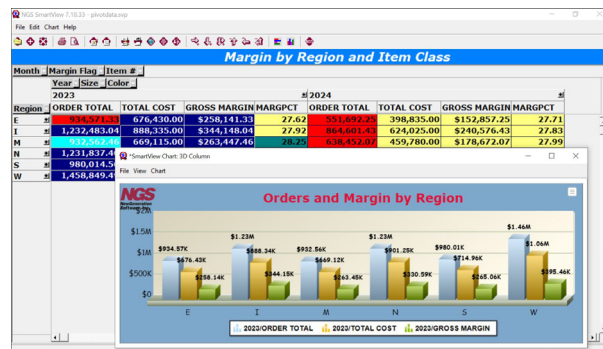 NGS SmartView 7.10.33 - pivotdata.svp
File Edit Chart Help
Margin by Region and Item Class
Month Margin Flag Item #
Year Size Color
2023 2024
Region ORDER TOTAL TOTAL COST GROSS MARGIN MARGPCT ORDER TOTAL TOTAL COST GROSS MARGIN MARGPCT
E 934,571.33 676,430.00 $258,141.33 27.62 551,692.25 398,835.00 $152,857.25 27.71
I 1,232,483.04 888,335.00 $344,148.04 27.92 864,601.43 624,025.00 $240,576.43 27.83
M 932,562.46 669,115.00 $263,447.46 28.25 638,452.07 459,780.00 $178,672.07 27.99
N 1,231,837.4
S 980,014.5
W 1,458,849.4
*SmartView Chart: 3D Column
File View Chart
NGS
NewGeneration
Software, Inc.
Orders and Margin by Region
$2M
$1.5M
$1M
$500K
$0
$934.57K $676.43K $258.14K
$1.23M $888.34K $344.15K
$932.56K $669.12K $263.45K
$1.23M $901.25K $330.59K
$980.01K $714.96K $265.06K
$1.46M $1.06M $395.46K
E I M N S W
2023/ORDER TOTAL 2023/TOTAL COST 2023/GROSS MARGIN